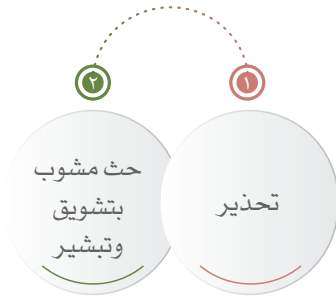 ١
تحذير
٢
حث مشوب
بتشويق
وتبشير